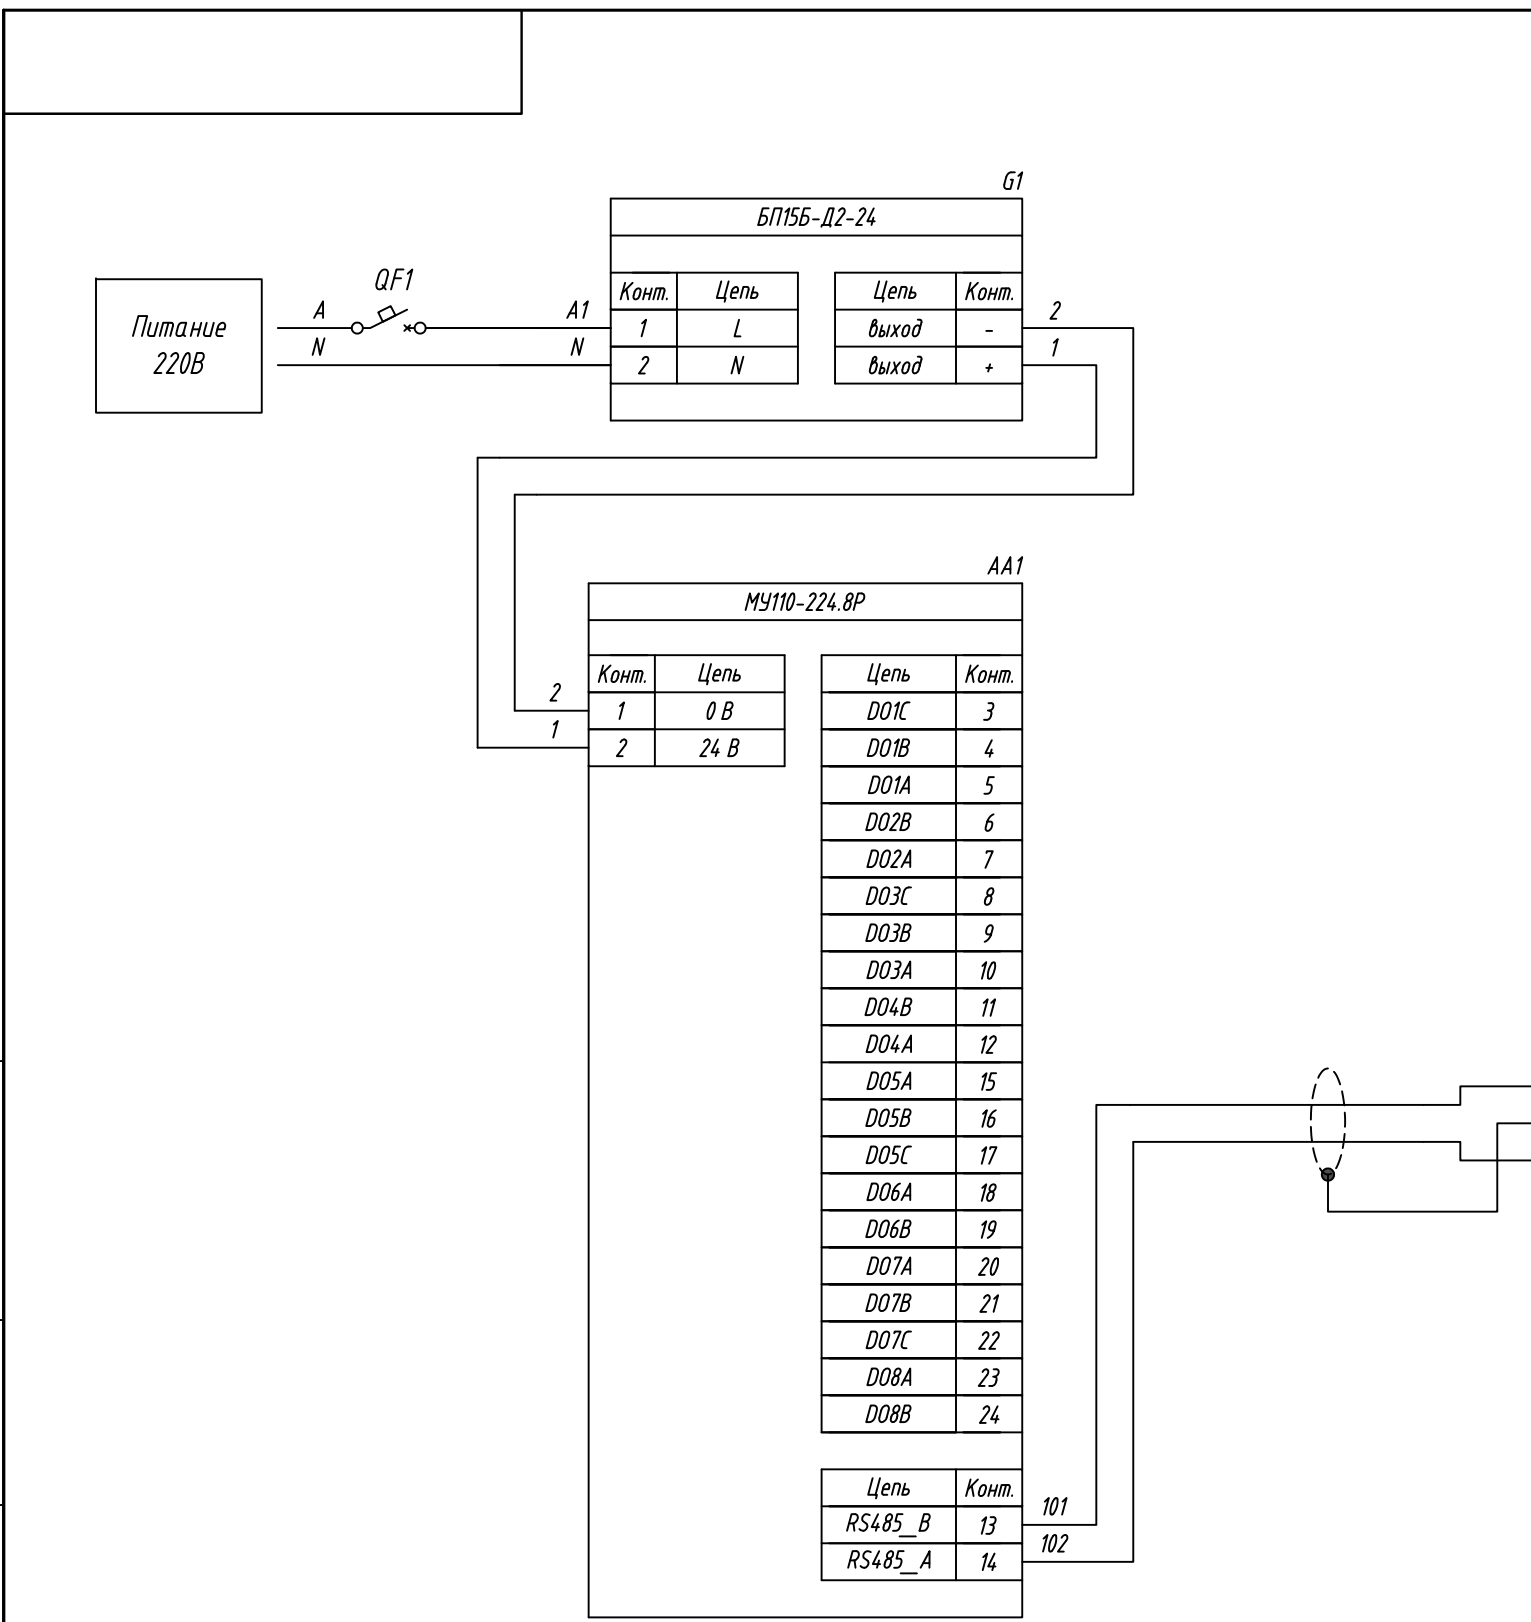 G1
БП15Б-Д2-24
Питание
220В
QF1
A
N
A1
N
Конт. Цепь
1 L
2 N
Цепь Конт.
выход -
выход +
2
1
AA1
МУ110-224.8Р
2
1
Конт. Цепь
1 0 В
2 24 В
Цепь Конт.
DO1C 3
DO1B 4
DO1A 5
DO2B 6
DO2A 7
DO3C 8
DO3B 9
DO3A 10
DO4B 11
DO4A 12
DO5A 15
DO5B 16
DO5C 17
DO6A 18
DO6B 19
DO7A 20
DO7B 21
DO7C 22
DO8A 23
DO8B 24
Цепь Конт.
RS485_B 13
RS485_A 14
101
102